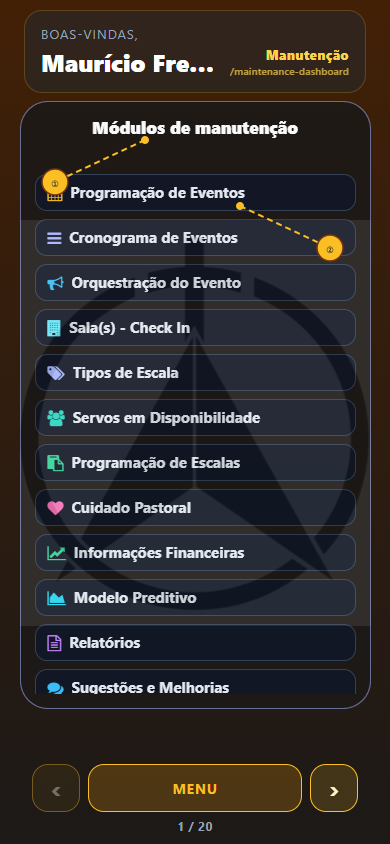 BOAS-VINDAS,
Maurício Fre...
Manutenção
/maintenance-dashboard
Módulos de manutenção
①
Programação de Eventos
Cronograma de Eventos
②
Orquestração do Evento
Sala(s) - Check In
Tipos de Escala
Servos em Disponibilidade
Programação de Escalas
Cuidado Pastoral
Informações Financeiras
Modelo Preditivo
Relatórios
Sugestões e Melhorias
‹ MENU ›
1 / 20